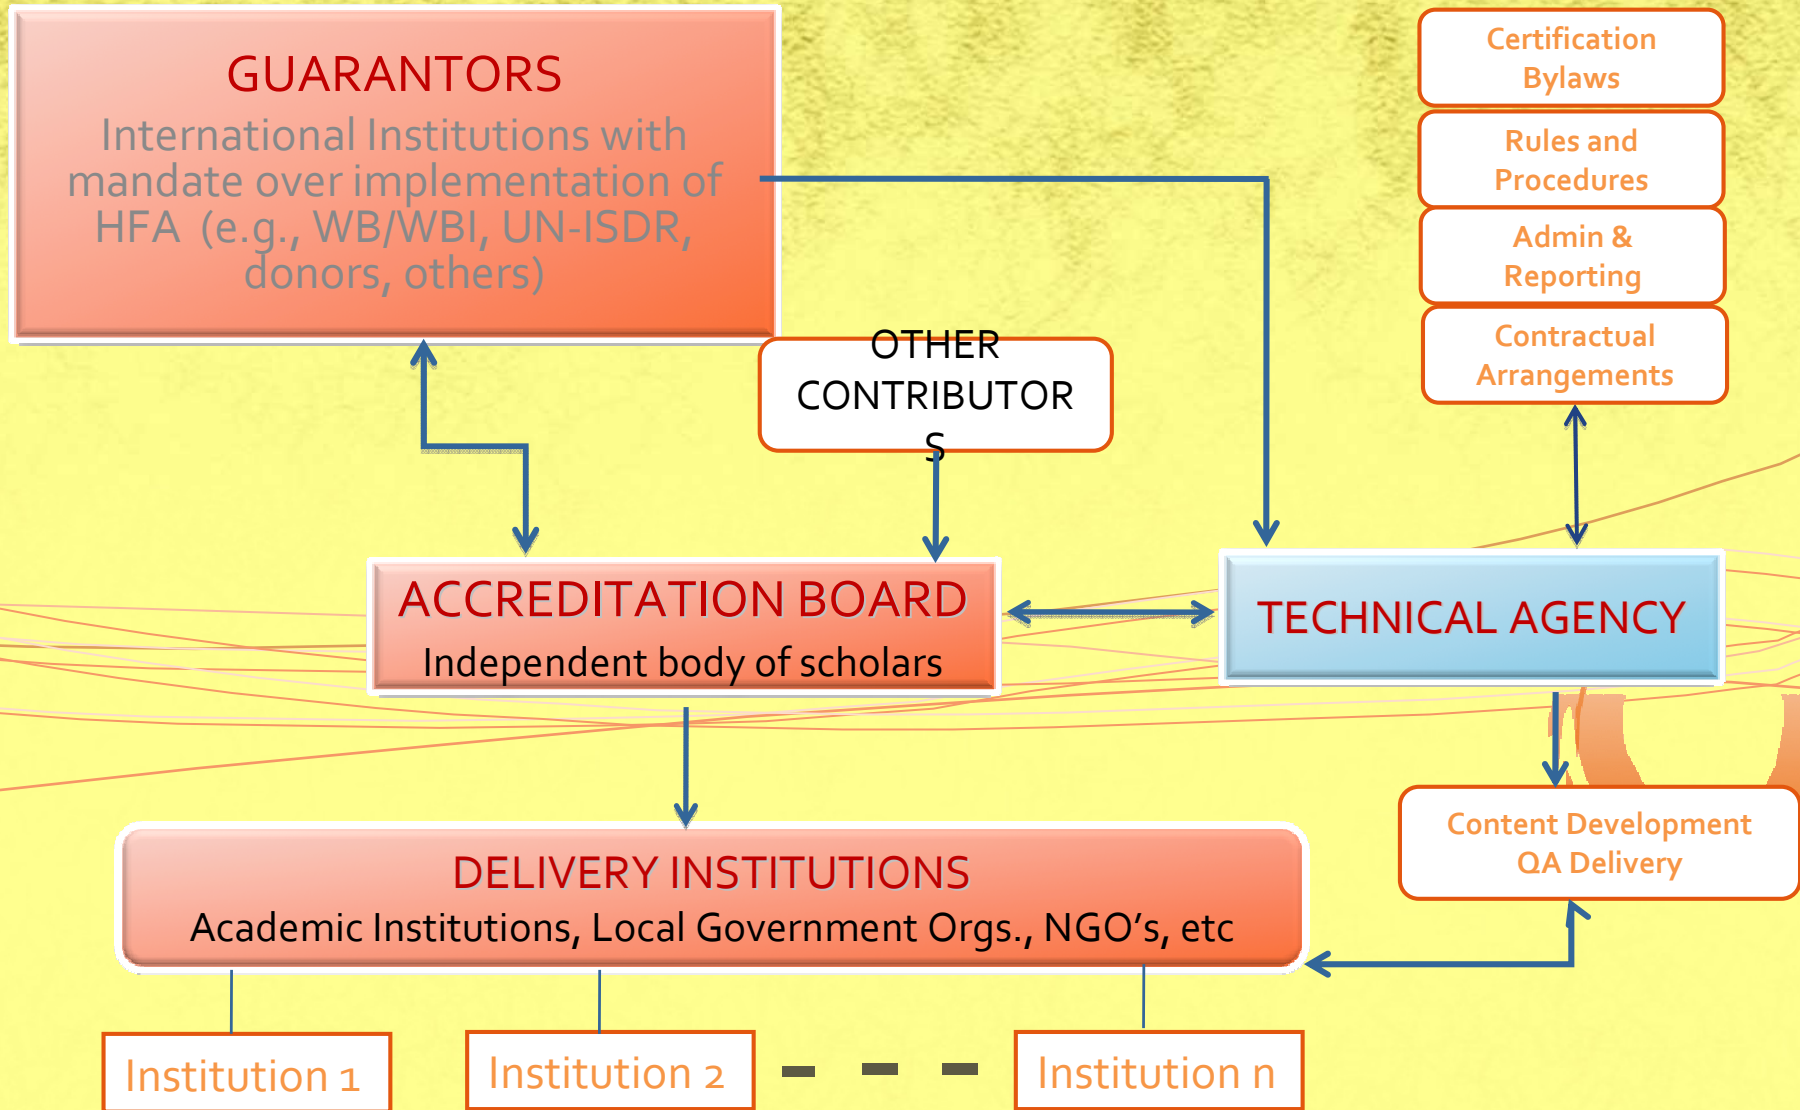 GUARANTORS
International Institutions with
mandate over implementation of
HFA (e.g., WB/WBI, UN-ISDR,
donors, others)
Certification
Bylaws
Rules and
Procedures
Admin &
Reporting
Contractual
Arrangements
OTHER
CONTRIBUTOR
S
ACCREDITATION BOARD
Independent body of scholars
TECHNICAL AGENCY
Content Development
QA Delivery
DELIVERY INSTITUTIONS
Academic Institutions, Local Government Orgs., NGO’s, etc
Institution 1
Institution 2
Institution n